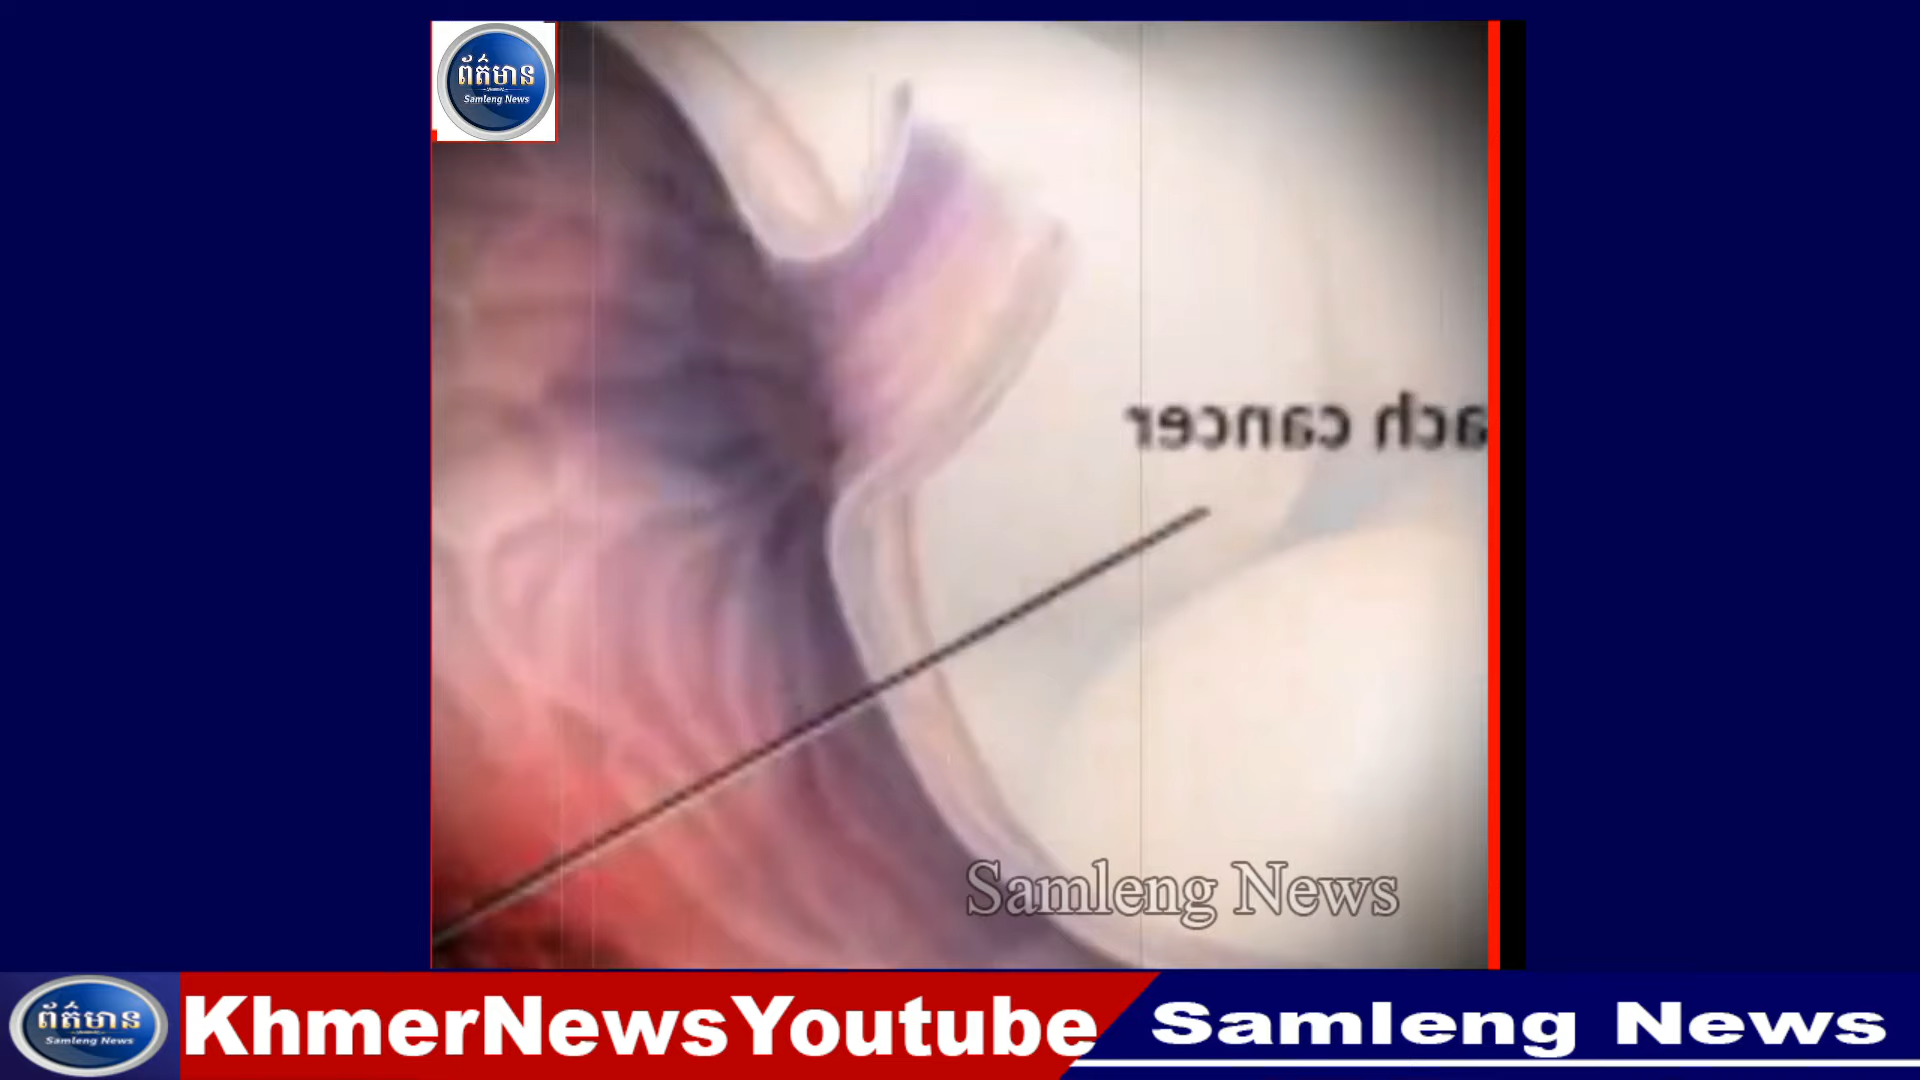 ព័ត៌មាន
Samleng News
ach cancer
Samleng News
ព័ត៌មាន
Samleng News
KhmerNewsYoutube
Samleng News